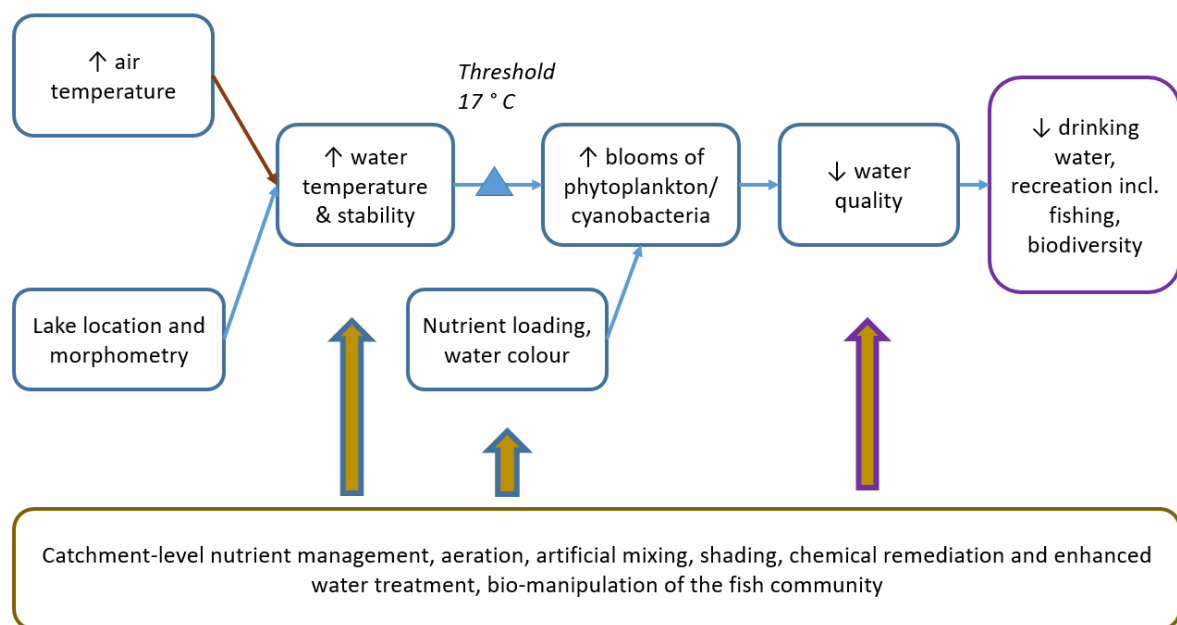 ↑ air
temperature
Threshold
17 ° C
↑ water
temperature
& stability
↑ blooms of
phytoplankton/
cyanobacteria
↓ water
quality
↓ drinking
water,
recreation incl.
fishing,
biodiversity
Lake location and
morphometry
Nutrient loading,
water colour
Catchment-level nutrient management, aeration, artificial mixing, shading, chemical remediation and enhanced
water treatment, bio-manipulation of the fish community